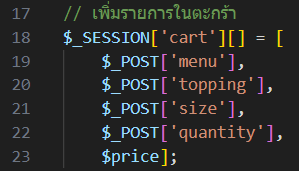 17 // เพิ่มรายการในตะกร้า
18 $_SESSION['cart'][] = [
19 $_POST['menu'],
20 $_POST['topping'],
21 $_POST['size'],
22 $_POST['quantity'],
23 $price];